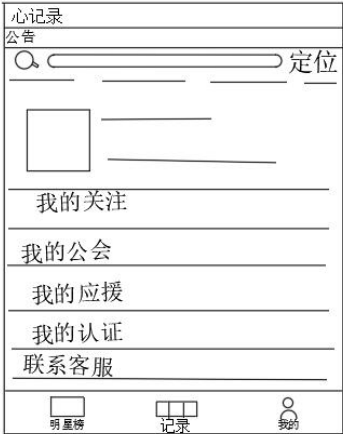 心记录
公告
定位
我的关注
我的公会
我的应援
我的认证
联系客服
明星榜 记录 我的